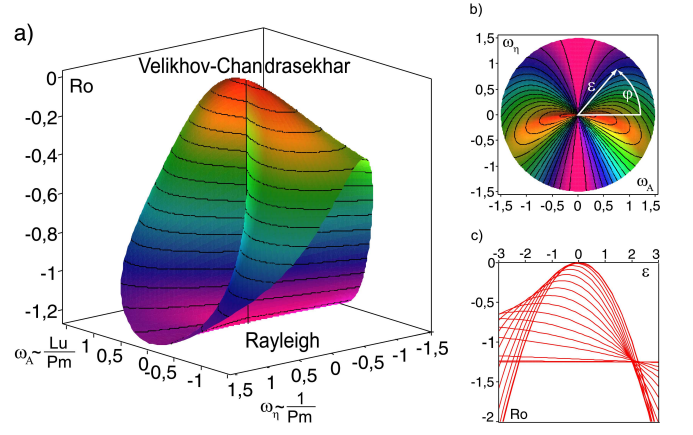 a)
Velikhov-Chandrasekhar
Ro
0
-0,2
-0,4
-0,6
-0,8
-1
-1,2
Rayleigh
ω_A~Lu/Pm
1
0,5
0
-0,5
-1
1,5
1
0,5
0
-0,5
-1
-1,5
ω_η~1/Pm
b)
ω_η
1,5
1
0,5
0
-0,5
-1
-1,5
ε
φ
ω_A
-1,5 -1 -0,5 0 0,5 1 1,5
c)
-3 -2 -1 0 1 2 3
ε
0
-0,5
-1
-1,5
-2
Ro